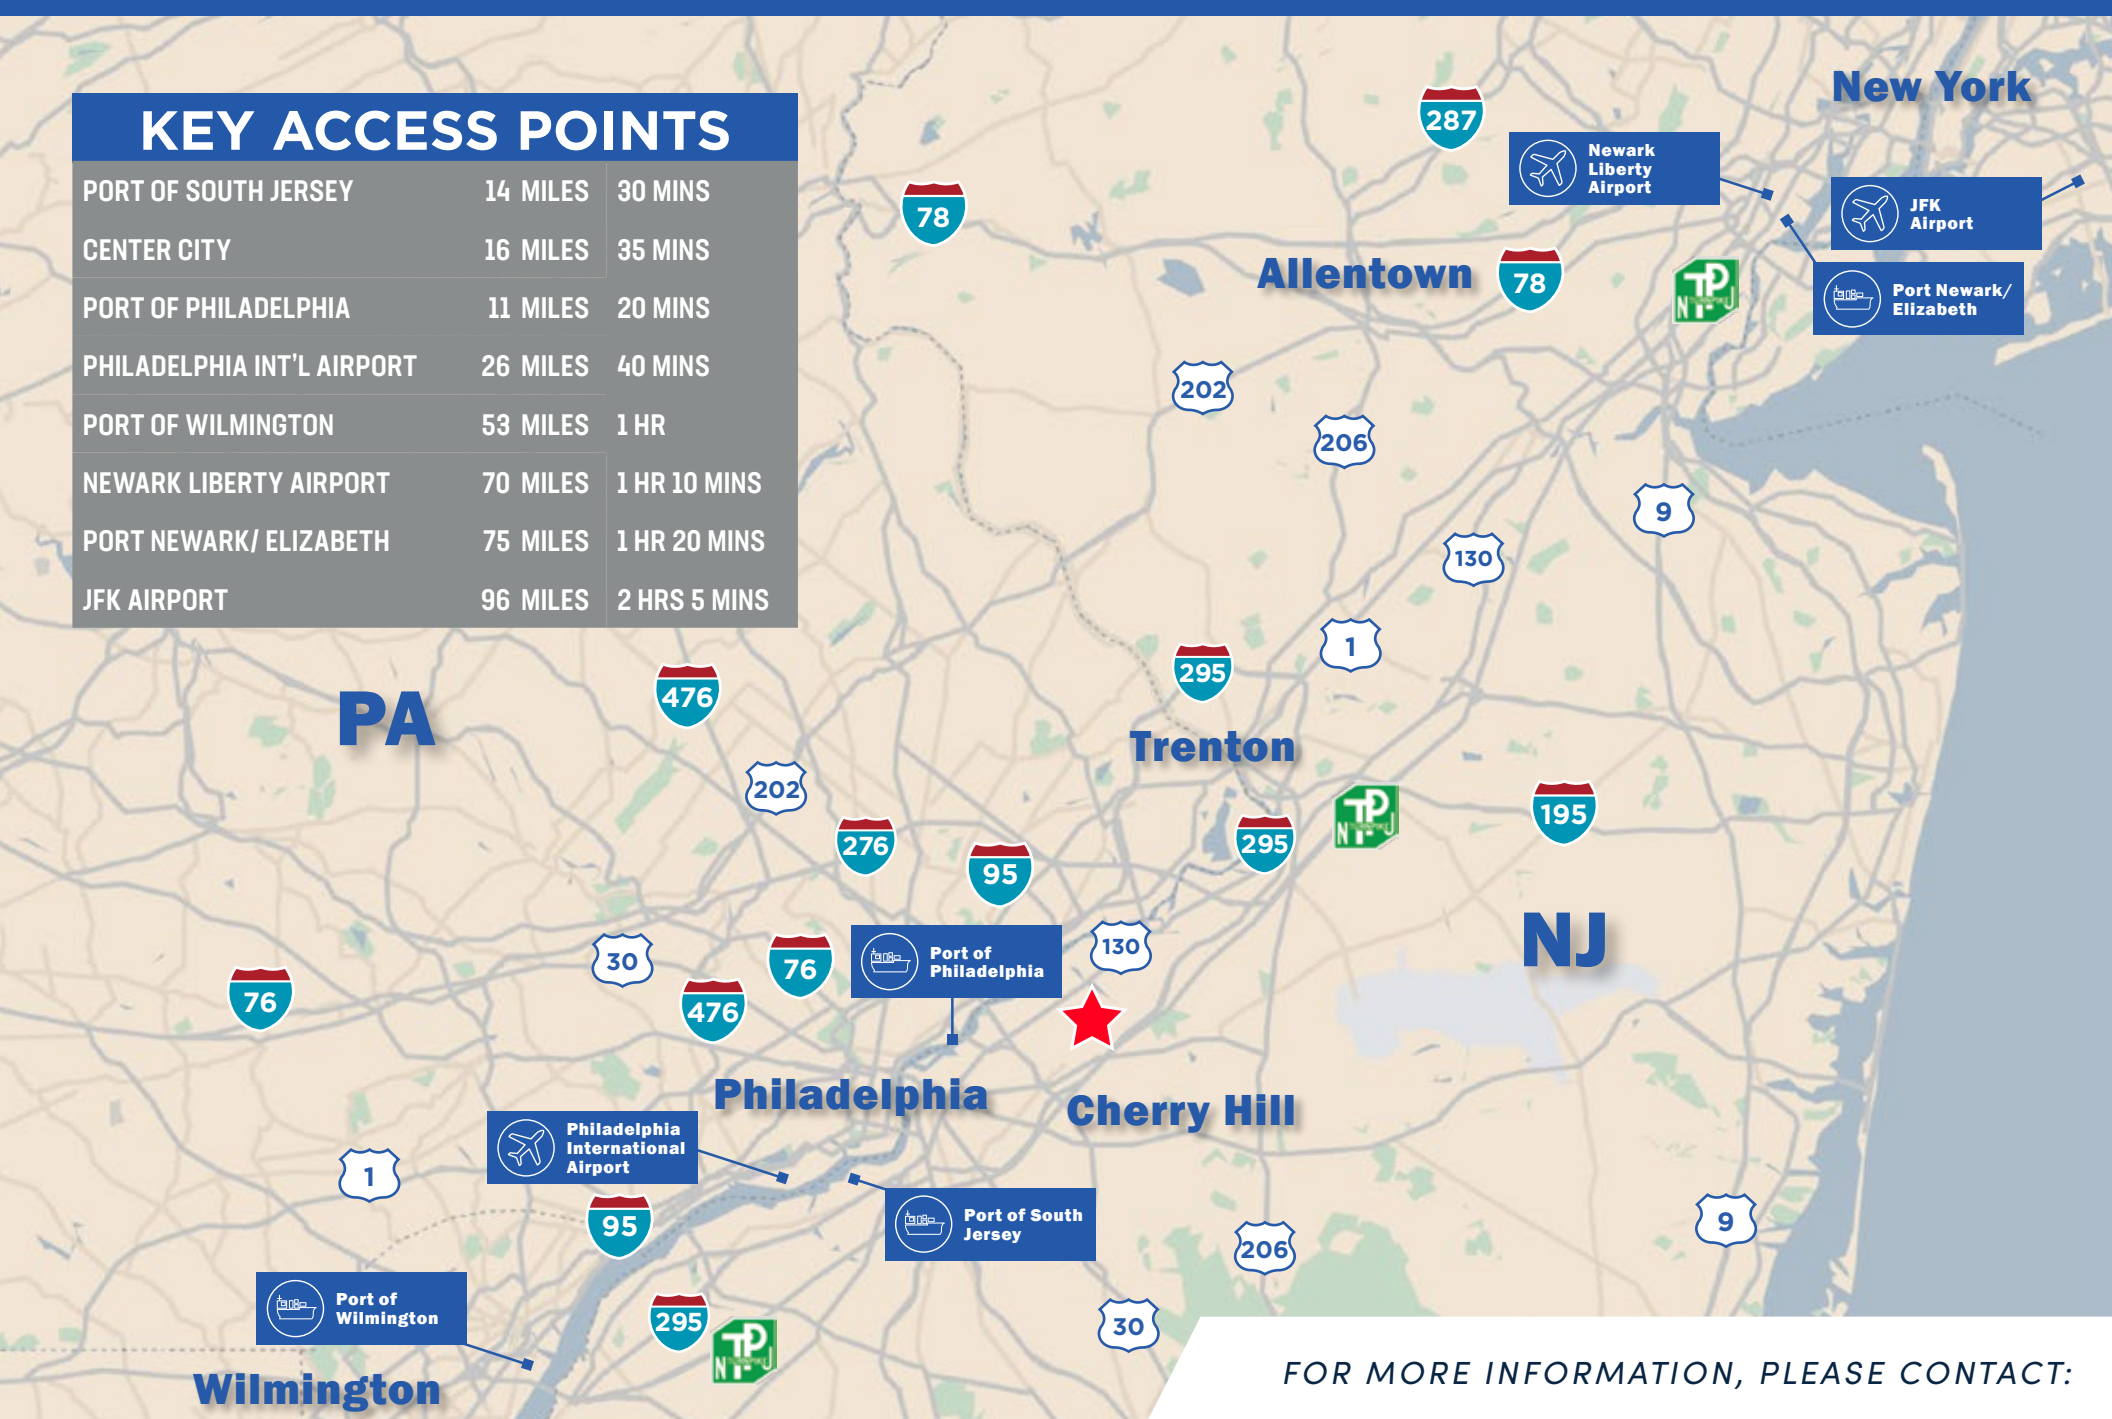 KEY ACCESS POINTS
PORT OF SOUTH JERSEY 14 MILES 30 MINS
CENTER CITY 16 MILES 35 MINS
PORT OF PHILADELPHIA 11 MILES 20 MINS
PHILADELPHIA INT'L AIRPORT 26 MILES 40 MINS
PORT OF WILMINGTON 53 MILES 1 HR
NEWARK LIBERTY AIRPORT 70 MILES 1 HR 10 MINS
PORT NEWARK/ ELIZABETH 75 MILES 1 HR 20 MINS
JFK AIRPORT 96 MILES 2 HRS 5 MINS
New York
287
Newark
Liberty
Airport
JFK
Airport
78
Allentown
78
N TP J
TURNPIKE
Port Newark/
Elizabeth
202
206
9
130
1
295
476
PA
Trenton
202
276
95
295
N TP J
TURNPIKE
195
NJ
130
Port of
Philadelphia
30
76
476
76
Philadelphia
Cherry Hill
Philadelphia
International
Airport
1
95
Port of South
Jersey
206
9
Port of
Wilmington
295
N TP J
TURNPIKE
30
Wilmington
FOR MORE INFORMATION, PLEASE CONTACT: